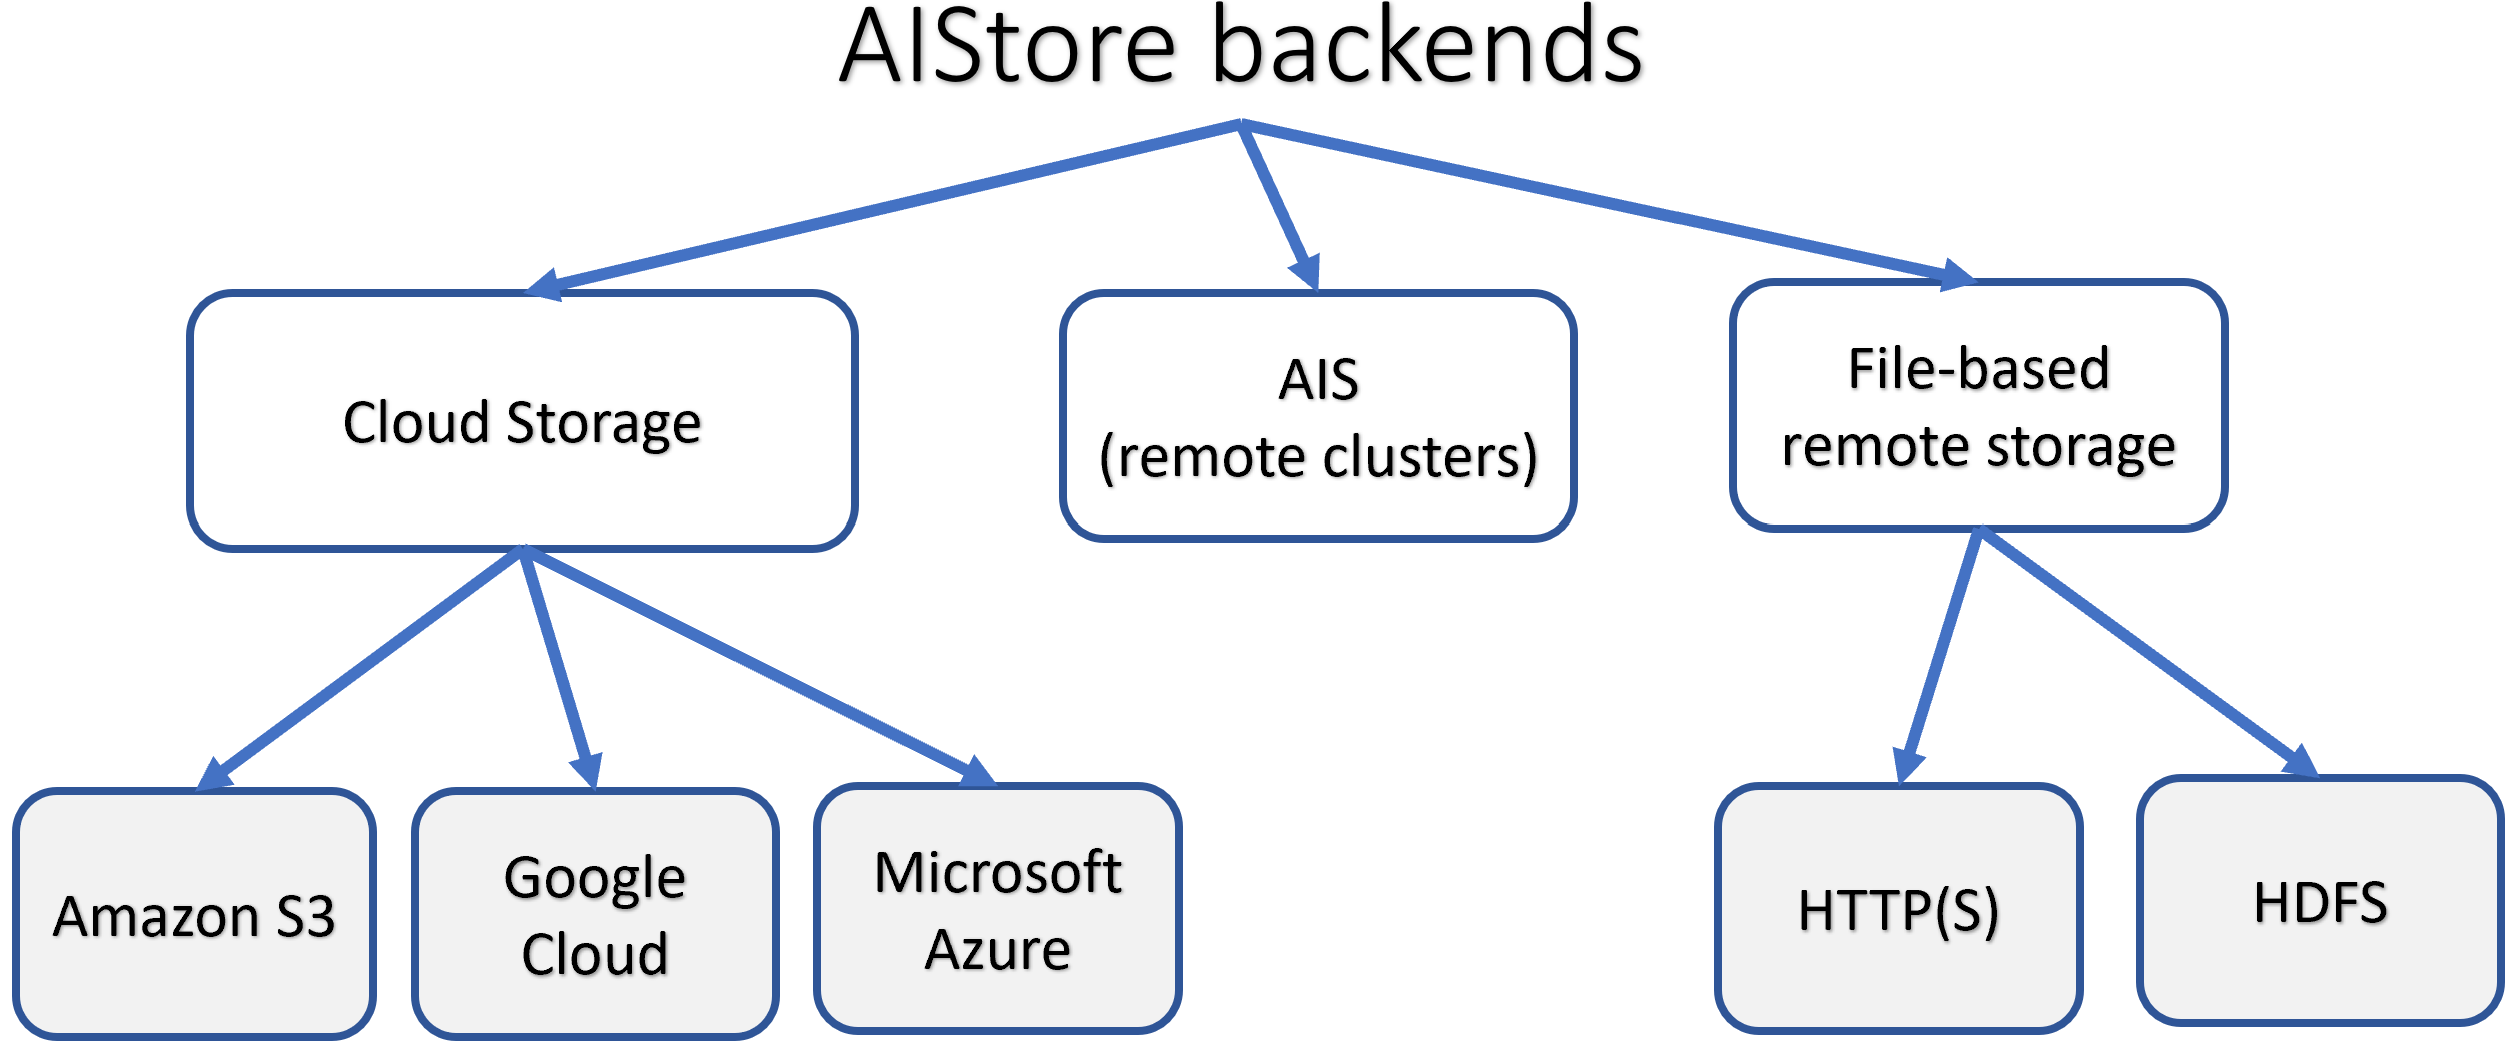 AIStore backends
Cloud Storage
AIS
(remote clusters)
File-based
remote storage
Amazon S3
Google
Cloud
Microsoft
Azure
HTTP(S)
HDFS